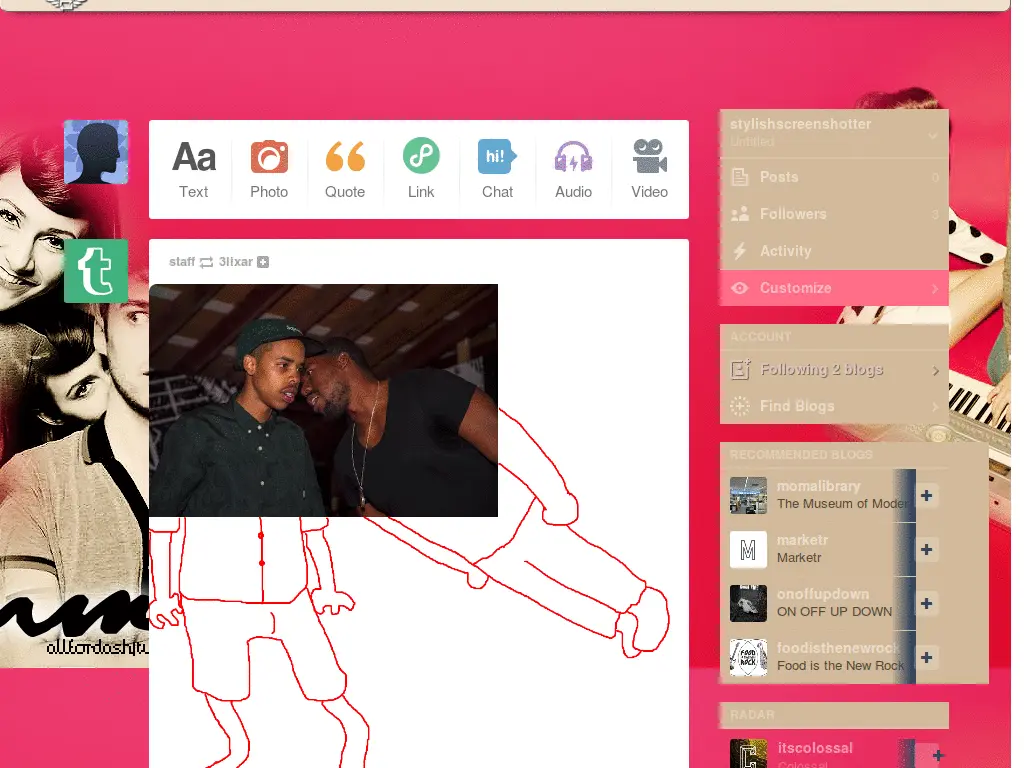 Aa
hi!
Text
Photo
Quote
Link
Chat
Audio
Video
staff 3lixar
stylishscreenshotter
Untitled
Posts 0
Followers 3
Activity
Customize
ACCOUNT
Following 2 blogs
Find Blogs
RECOMMENDED BLOGS
momalibrary
The Museum of Moder
marketr
M
Marketr
onoffupdown
ON OFF UP DOWN
foodisthenewrock
FOOD
ROCK
Food is the New Rock
RADAR
itscolossal
Colossal